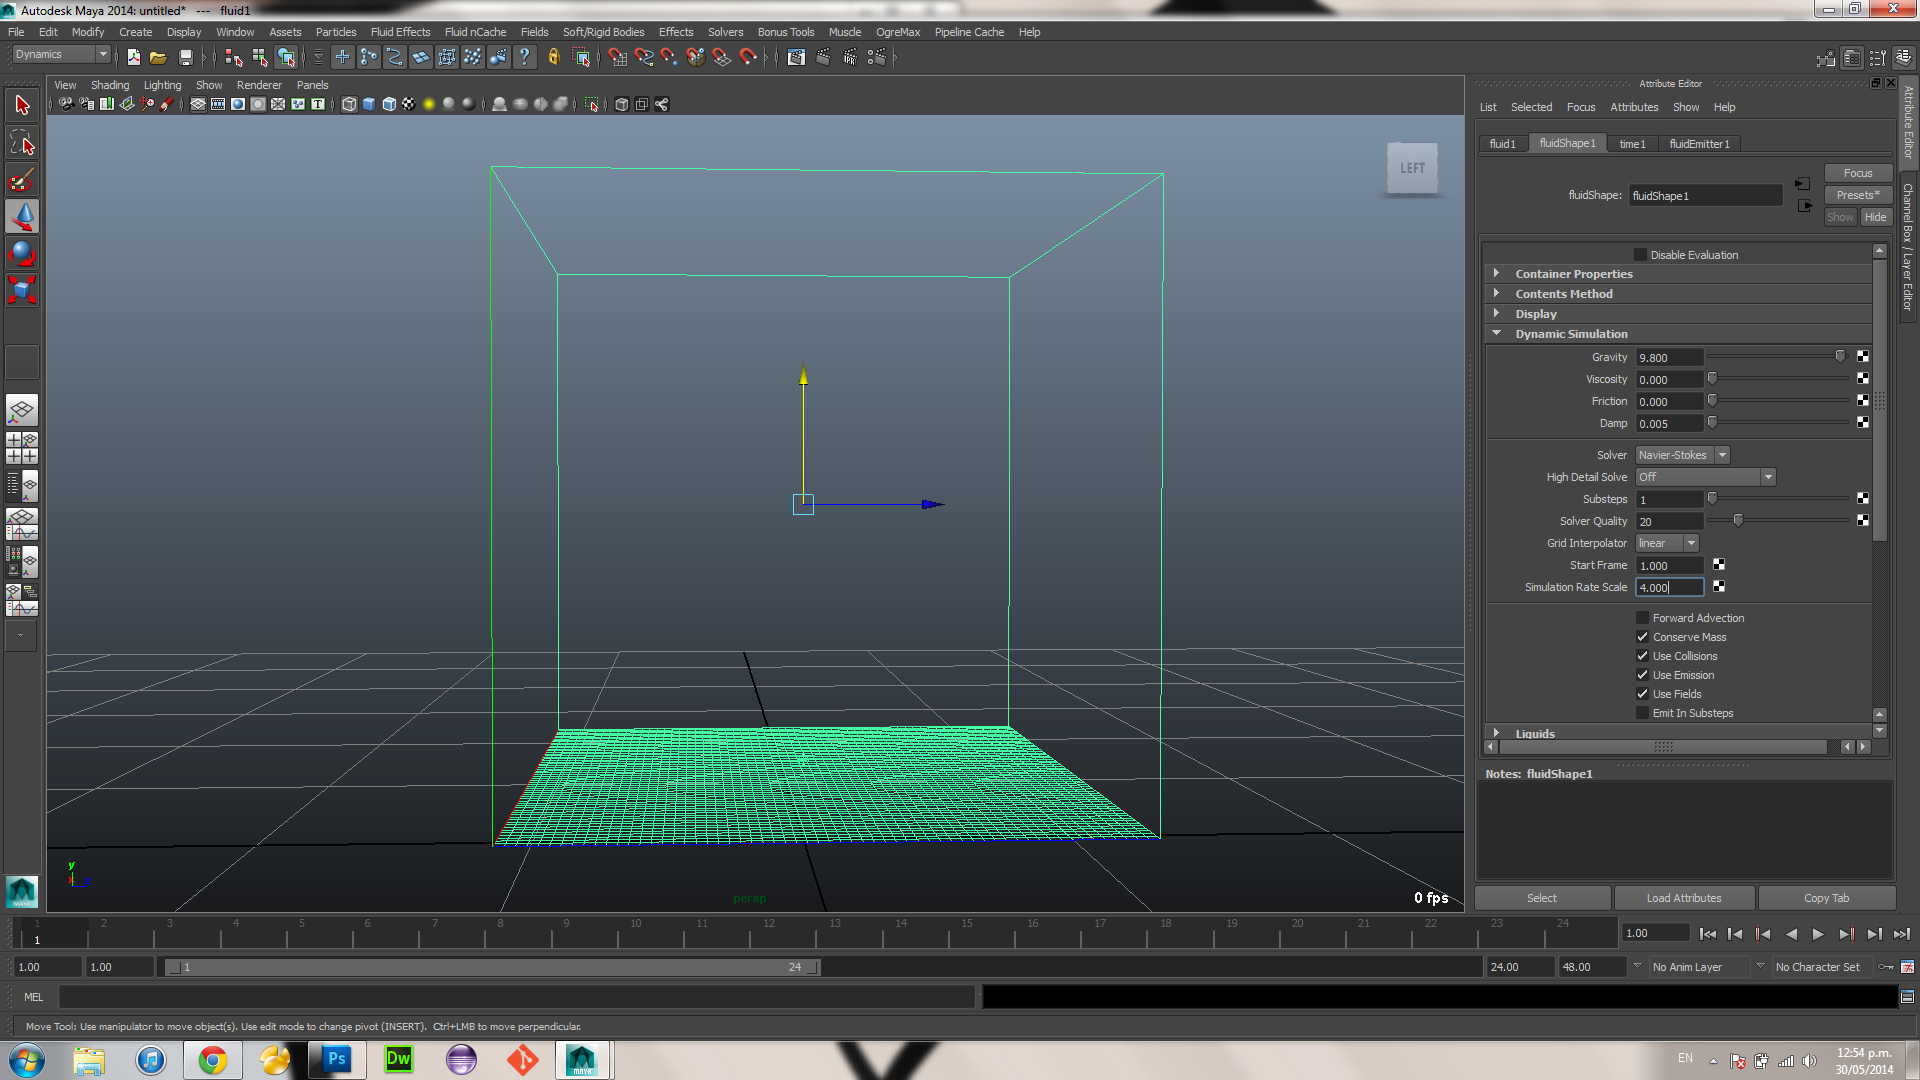 Autodesk Maya 2014: untitled* --- fluid1
File Edit Modify Create Display Window Assets Particles Fluid Effects Fluid nCache Fields Soft/Rigid Bodies Effects Solvers Bonus Tools Muscle OgreMax Pipeline Cache Help
Dynamics
View Shading Lighting Show Renderer Panels
LEFT
persp
0 fps
y
Attribute Editor
List Selected Focus Attributes Show Help
fluid1 fluidShape1 time1 fluidEmitter1
Focus
fluidShape: fluidShape1 Presets*
Show Hide
Disable Evaluation
Container Properties
Contents Method
Display
Dynamic Simulation
Gravity 9.800
Viscosity 0.000
Friction 0.000
Damp 0.005
Solver Navier-Stokes
High Detail Solve Off
Substeps 1
Solver Quality 20
Grid Interpolator linear
Start Frame 1.000
Simulation Rate Scale 4.000
Forward Advection
Conserve Mass
Use Collisions
Use Emission
Use Fields
Emit In Substeps
Liquids
Notes: fluidShape1
Select Load Attributes Copy Tab
Attribute Editor
Channel Box / Layer Editor
1 2 3 4 5 6 7 8 9 10 11 12 13 14 15 16 17 18 19 20 21 22 23 24
1 1.00
1.00 1.00 1 24 24.00 48.00 No Anim Layer No Character Set
MEL
Move Tool: Use manipulator to move object(s). Use edit mode to change pivot (INSERT). Ctrl+LMB to move perpendicular.
Ps Dw MAYA
EN 12:54 p.m.
30/05/2014